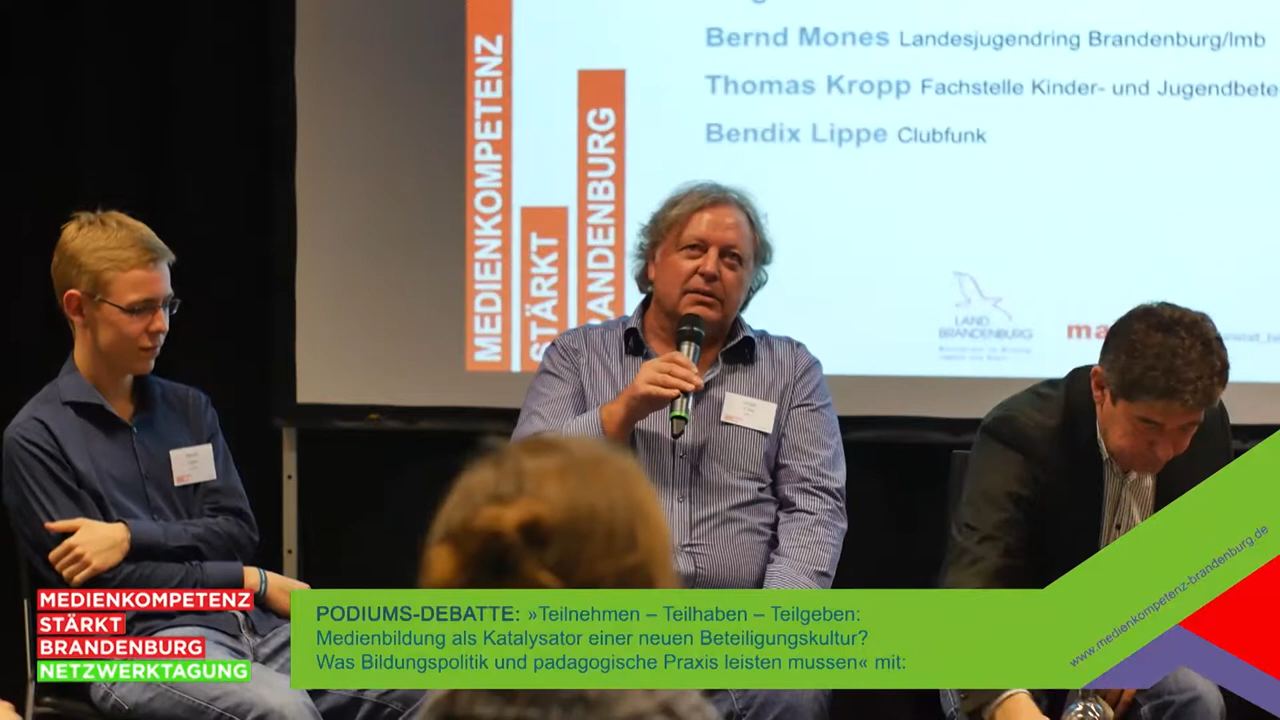 Bernd Mones Landesjugendring Brandenburg/lmb
Thomas Kropp Fachstelle Kinder- und Jugendbete
Bendix Lippe Clubfunk
MEDIENKOMPETENZ
STÄRKT
BRANDENBURG
LAND
BRANDENBURG
ma
MEDIENKOMPETENZ
STÄRKT
BRANDENBURG
NETZWERKTAGUNG
PODIUMS-DEBATTE: »Teilnehmen – Teilhaben – Teilgeben:
Medienbildung als Katalysator einer neuen Beteiligungskultur?
Was Bildungspolitik und padagogische Praxis leisten mussen« mit:
www.medienkompetenz-brandenburg.de